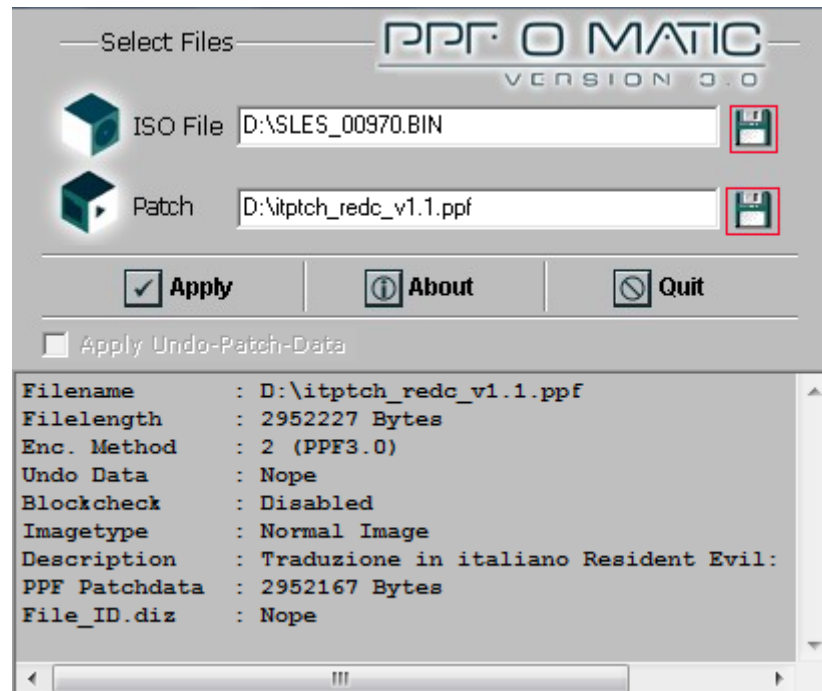 Select Files
PPF O MATIC
VERSION 3.0
ISO File D:\SLES_00970.BIN
Patch D:\itptch_redc_v1.1.ppf
Apply About Quit
Apply Undo-Patch-Data
Filename : D:\itptch_redc_v1.1.ppf
Filelength : 2952227 Bytes
Enc. Method : 2 (PPF3.0)
Undo Data : Nope
Blockcheck : Disabled
Imagetype : Normal Image
Description : Traduzione in italiano Resident Evil:
PPF Patchdata : 2952167 Bytes
File_ID.diz : Nope